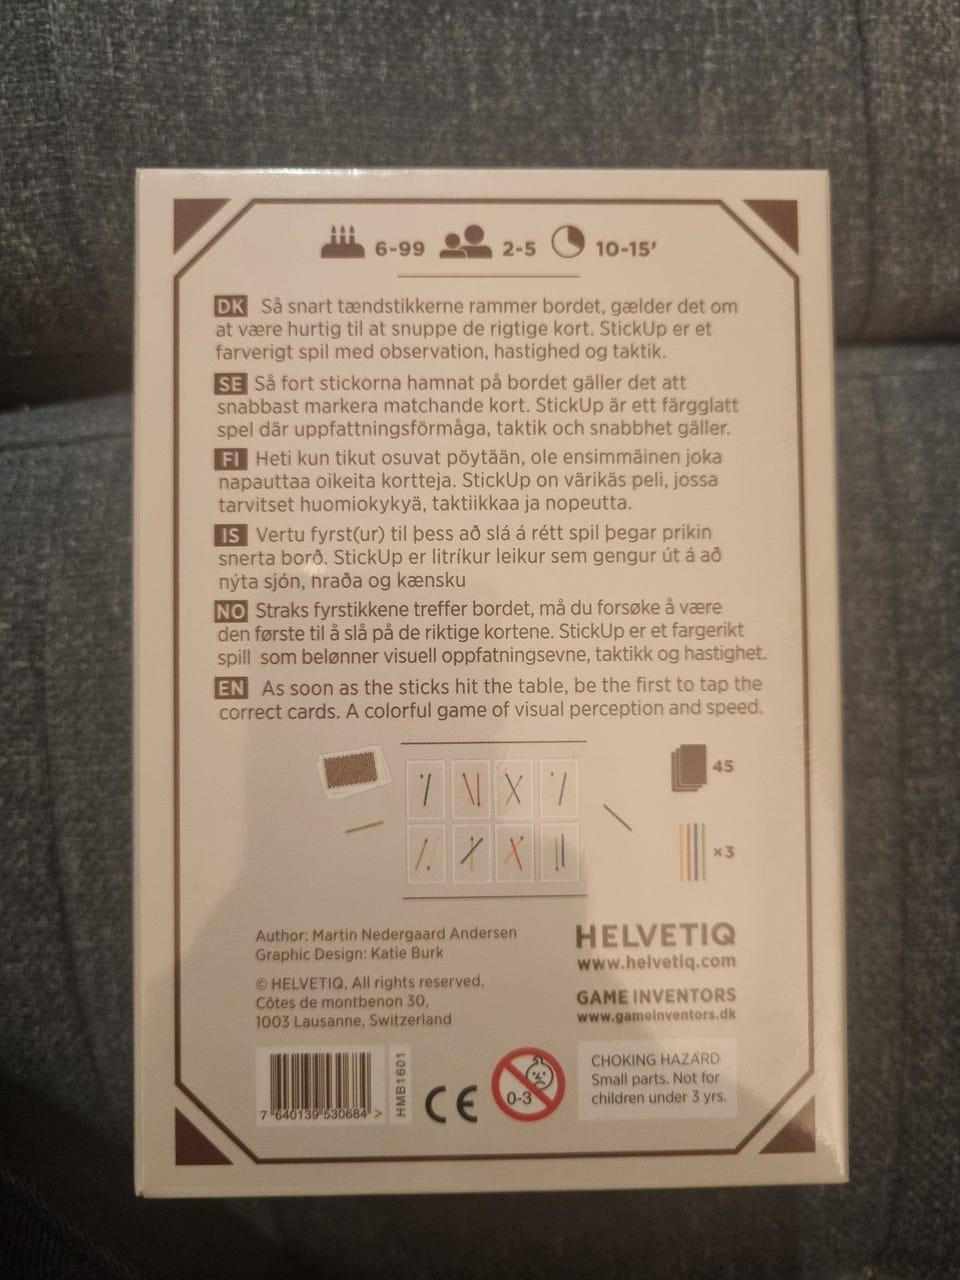 6-99 2-5 10-15'
DK Så snart tændstikkerne rammer bordet, gælder det om
at være hurtig til at snuppe de rigtige kort. StickUp er et
farverigt spil med observation, hastighed og taktik.
SE Så fort stickorna hamnat på bordet gäller det att
snabbast markera matchande kort. StickUp är ett färgglatt
spel där uppfattningsförmåga, taktik och snabbhet gäller.
FI Heti kun tikut osuvat pöytään, ole ensimmäinen joka
napauttaa oikeita kortteja. StickUp on värikäs peli, jossa
tarvitset huomiokykyä, taktiikkaa ja nopeutta.
IS Vertu fyrst(ur) til þess að slá á rétt spil þegar prikin
snerta borð. StickUp er litríkur leikur sem gengur út á að
nýta sjón, hraða og kænsku
NO Straks fyrstikkene treffer bordet, må du forsøke å være
den første til å slå på de riktige kortene. StickUp er et fargerikt
spill som belønner visuell oppfatningsevne, taktikk og hastighet.
EN As soon as the sticks hit the table, be the first to tap the
correct cards. A colorful game of visual perception and speed.
45
×3
Author: Martin Nedergaard Andersen
Graphic Design: Katie Burk
© HELVETIQ, All rights reserved.
Côtes de montbenon 30,
1003 Lausanne, Switzerland
HELVETIQ
www.helvetiq.com
GAME INVENTORS
www.gameinventors.dk
7 640139 530684 >
HMB1601
CE
0-3
CHOKING HAZARD
Small parts. Not for
children under 3 yrs.